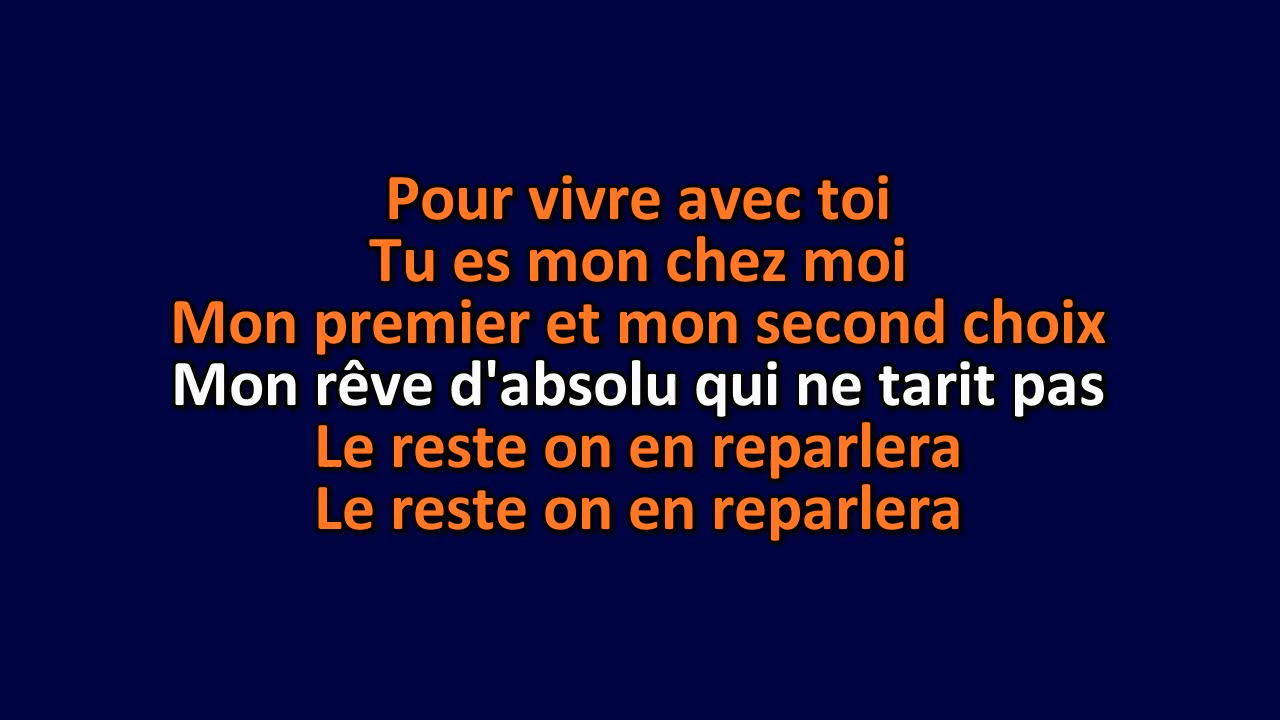 Pour vivre avec toi
Tu es mon chez moi
Mon premier et mon second choix
Mon rêve d'absolu qui ne tarit pas
Le reste on en reparlera
Le reste on en reparlera